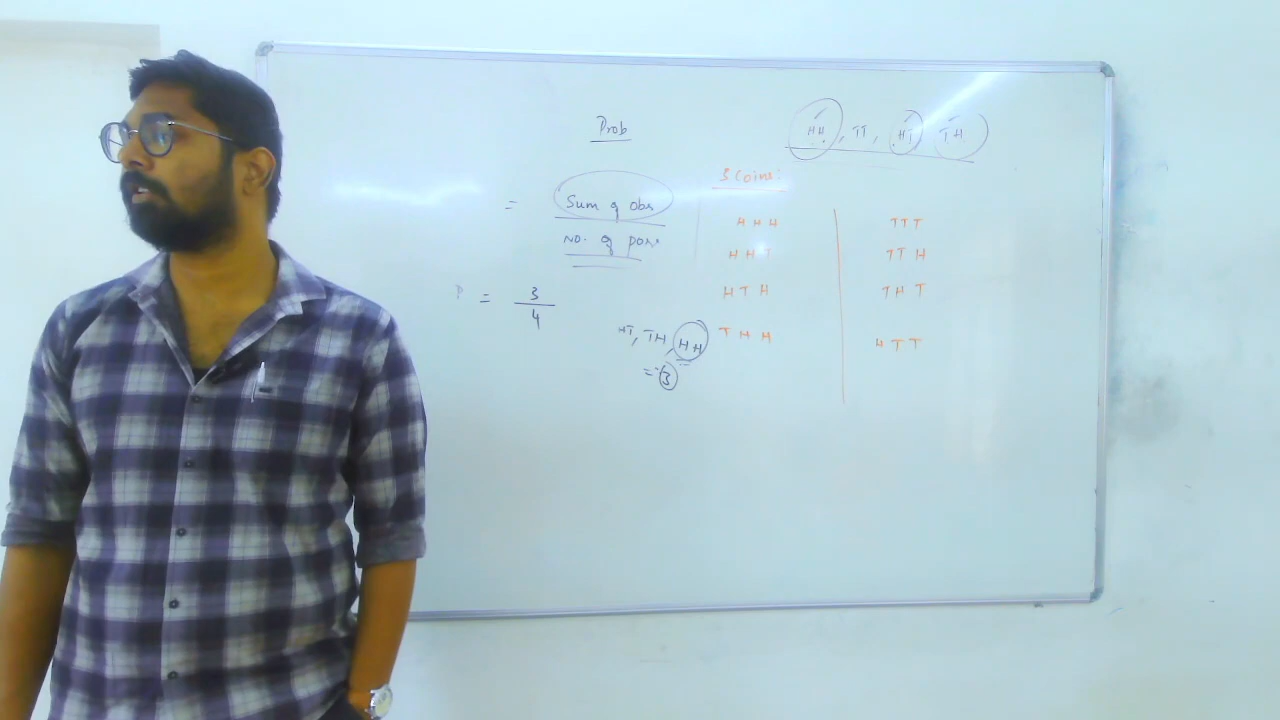 Prob
HH, TT, HT TH
3 Coins:
= Sum of obs
No. of poss
P = 3
4
HT, TH, HH
= 3
HHH
HHT
HTH
THH
TTT
TTH
THT
HTT